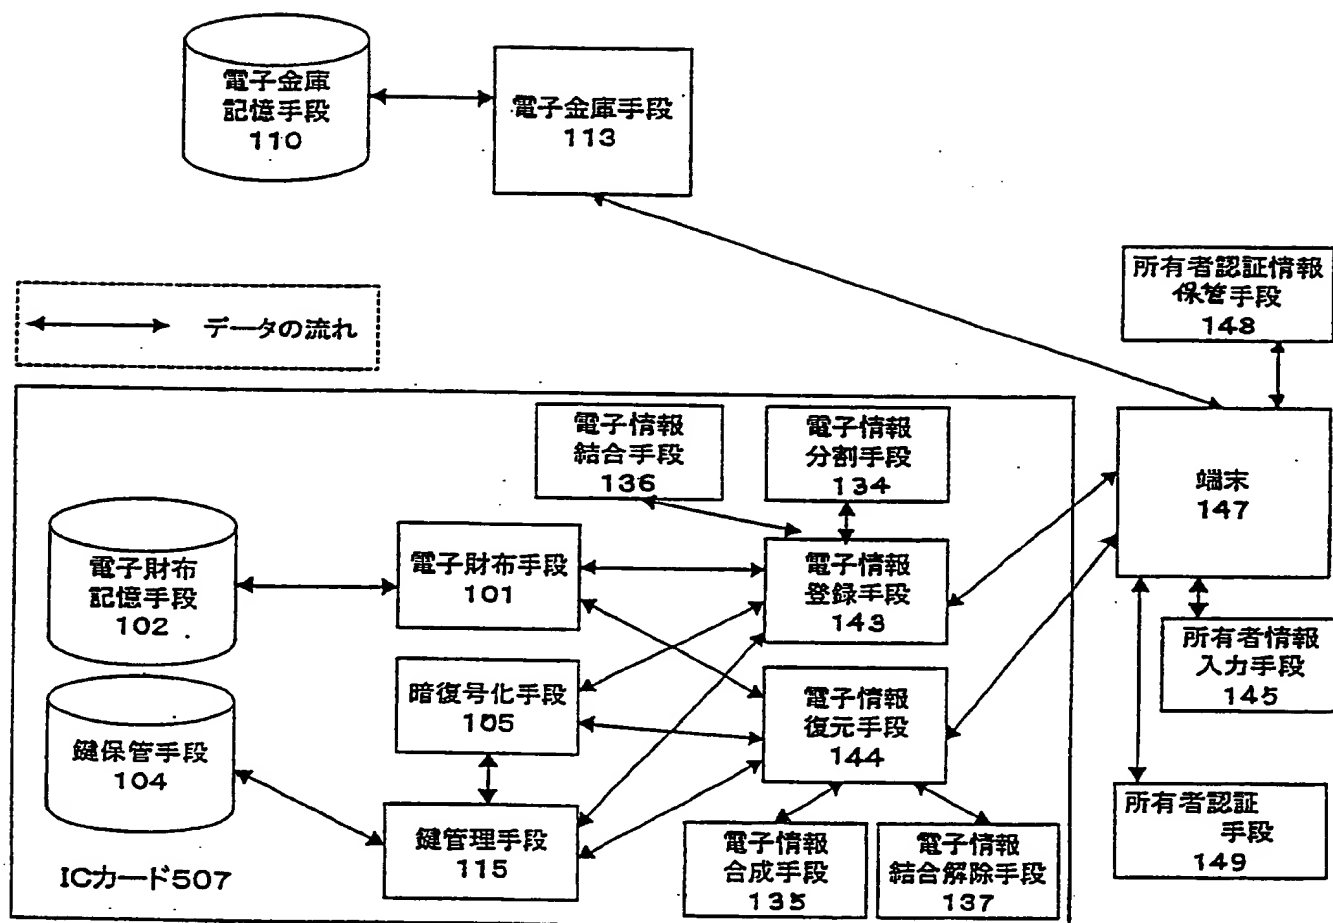 電子金庫
記憶手段
110
電子金庫手段
113
データの流れ
所有者認証情報
保管手段
148
電子情報
結合手段
136
電子情報
分割手段
134
端末
147
電子財布
記憶手段
102
電子財布手段
101
電子情報
登録手段
143
暗復号化手段
105
電子情報
復元手段
144
所有者情報
入力手段
145
鍵保管手段
104
鍵管理手段
115
電子情報
合成手段
135
電子情報
結合解除手段
137
所有者認証
手段
149
ICカード507